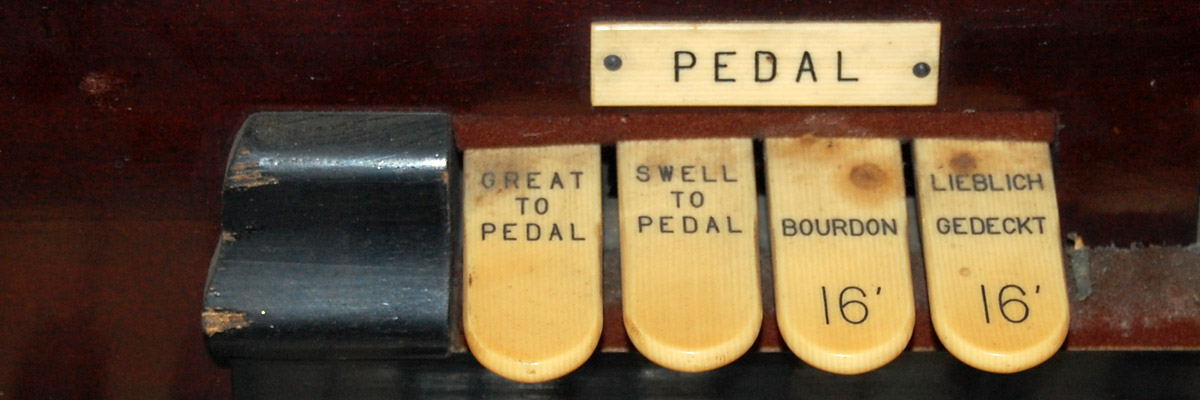 PEDAL
GREAT
TO
PEDAL
SWELL
TO
PEDAL
BOURDON
16'
LIEBLICH
GEDECKT
16'